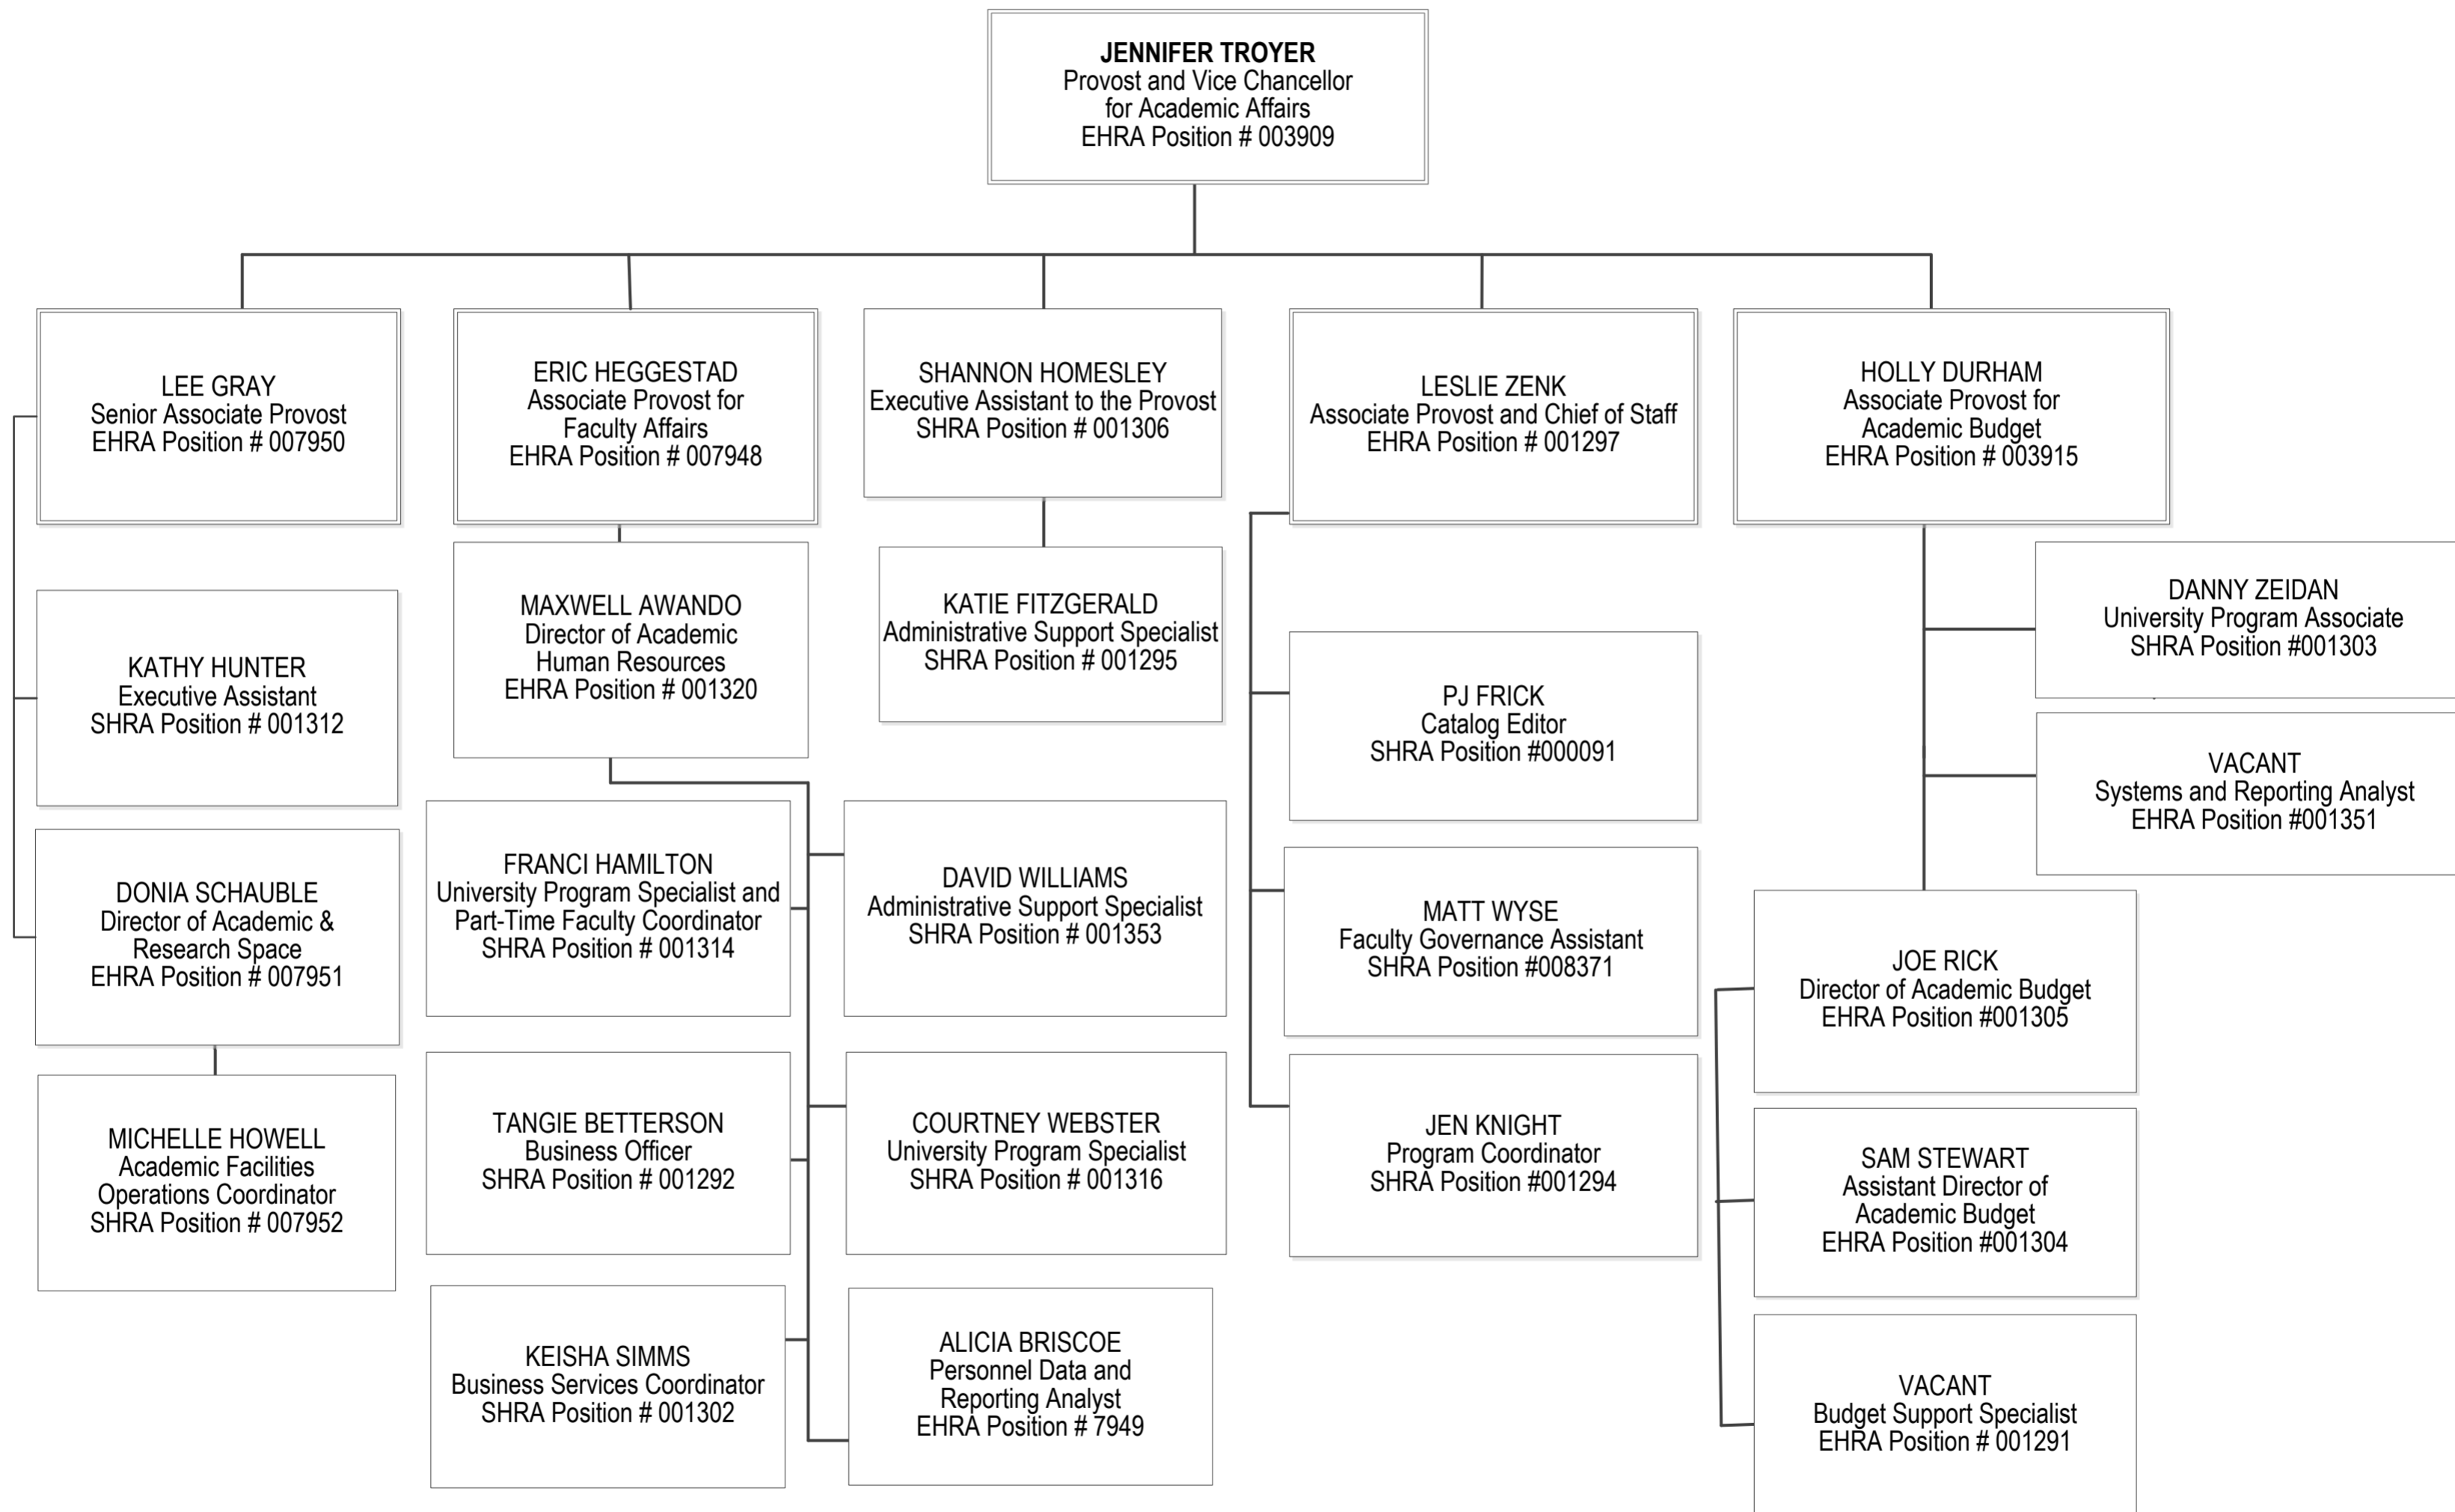 JENNIFER TROYER
Provost and Vice Chancellor
for Academic Affairs
EHRA Position # 003909
LEE GRAY
Senior Associate Provost
EHRA Position # 007950
ERIC HEGGESTAD
Associate Provost for
Faculty Affairs
EHRA Position # 007948
SHANNON HOMESLEY
Executive Assistant to the Provost
SHRA Position # 001306
LESLIE ZENK
Associate Provost and Chief of Staff
EHRA Position # 001297
HOLLY DURHAM
Associate Provost for
Academic Budget
EHRA Position # 003915
KATHY HUNTER
Executive Assistant
SHRA Position # 001312
MAXWELL AWANDO
Director of Academic
Human Resources
EHRA Position # 001320
KATIE FITZGERALD
Administrative Support Specialist
SHRA Position # 001295
PJ FRICK
Catalog Editor
SHRA Position #000091
DANNY ZEIDAN
University Program Associate
SHRA Position #001303
VACANT
Systems and Reporting Analyst
EHRA Position #001351
DONIA SCHAUBLE
Director of Academic &
Research Space
EHRA Position # 007951
FRANCI HAMILTON
University Program Specialist and
Part-Time Faculty Coordinator
SHRA Position # 001314
DAVID WILLIAMS
Administrative Support Specialist
SHRA Position # 001353
MATT WYSE
Faculty Governance Assistant
SHRA Position #008371
JOE RICK
Director of Academic Budget
EHRA Position #001305
MICHELLE HOWELL
Academic Facilities
Operations Coordinator
SHRA Position # 007952
TANGIE BETTERSON
Business Officer
SHRA Position # 001292
COURTNEY WEBSTER
University Program Specialist
SHRA Position # 001316
JEN KNIGHT
Program Coordinator
SHRA Position #001294
SAM STEWART
Assistant Director of
Academic Budget
EHRA Position #001304
KEISHA SIMMS
Business Services Coordinator
SHRA Position # 001302
ALICIA BRISCOE
Personnel Data and
Reporting Analyst
EHRA Position # 7949
VACANT
Budget Support Specialist
EHRA Position # 001291